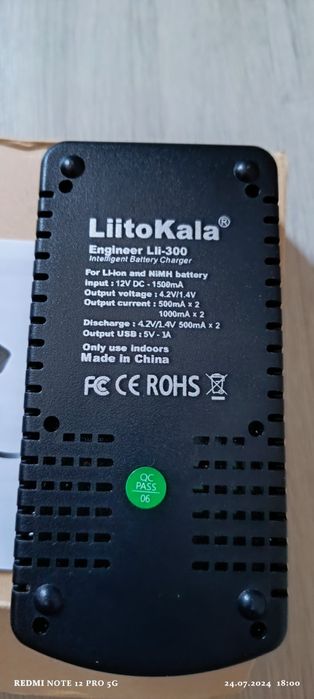 LiitoKala®
Engineer Lii-300
Intelligent Battery Charger
For Li-ion and NiMH battery
input : 12V DC - 1500mA
Output voltage : 4.2V/1.4V
Output current : 500mA × 2
1000mA × 2
Discharge : 4.2V/1.4V 500mA × 2
Output USB : 5V - 1A
Only use indoors
Made in China
FC CE ROHS
QC
PASS
06
REDMI NOTE 12 PRO 5G
24.07.2024 18:00